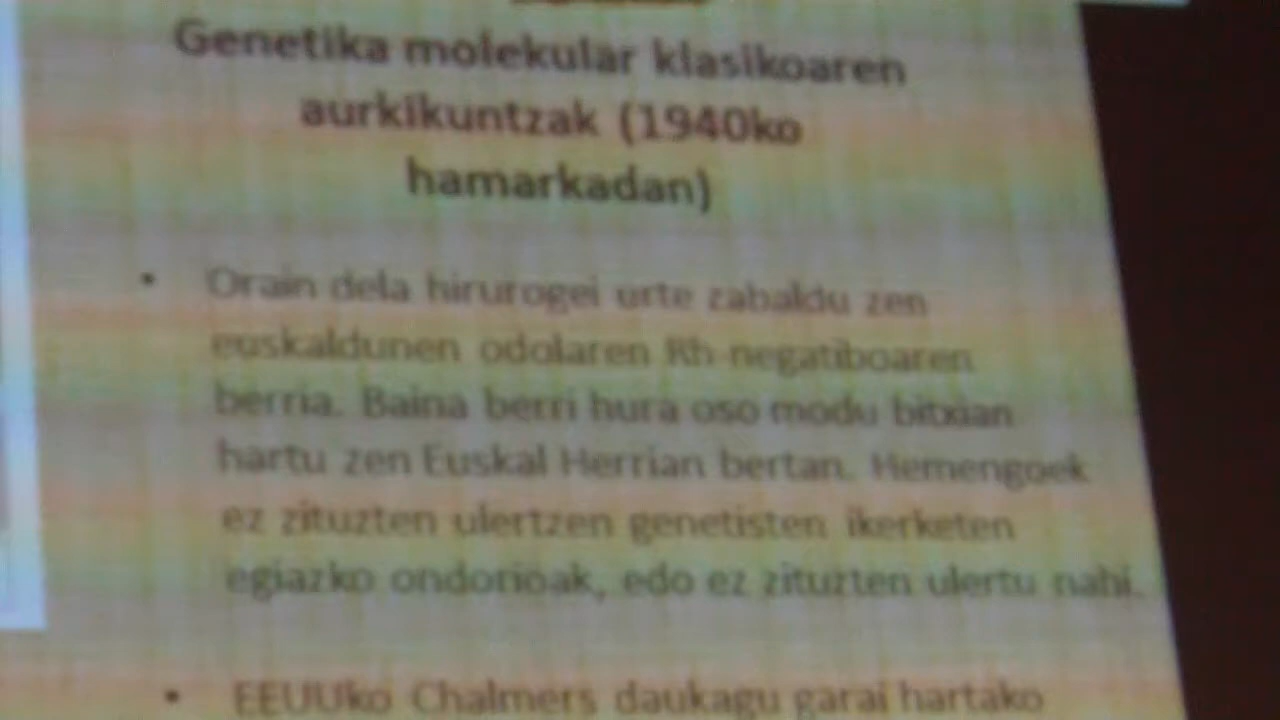 Genetika molekular klasikoaren
aurkikuntzak (1940ko
hamarkadan)
• Orain dela hirurogei urte zabaldu zen
euskaldunen odolaren Rh negatiboaren
berria. Baina berri hura oso modu bitxian
hartu zen Euskal Herrian bertan. Hemengoek
ez zituzten ulertzen genetisten ikerketen
egiazko ondorioak, edo ez zituzten ulertu nahi.
• EEUUko Chalmers daukagu garai hartako